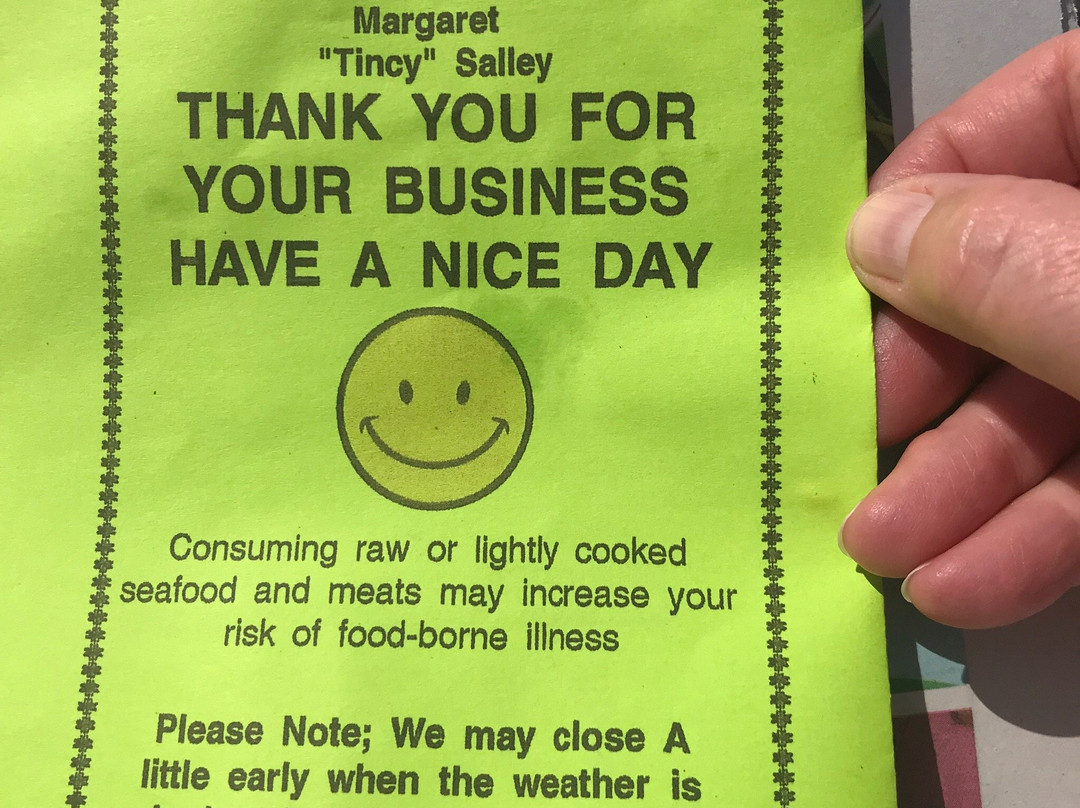 Margaret
"Tincy" Salley
THANK YOU FOR
YOUR BUSINESS
HAVE A NICE DAY
Consuming raw or lightly cooked
seafood and meats may increase your
risk of food-borne illness
Please Note; We may close A
little early when the weather is